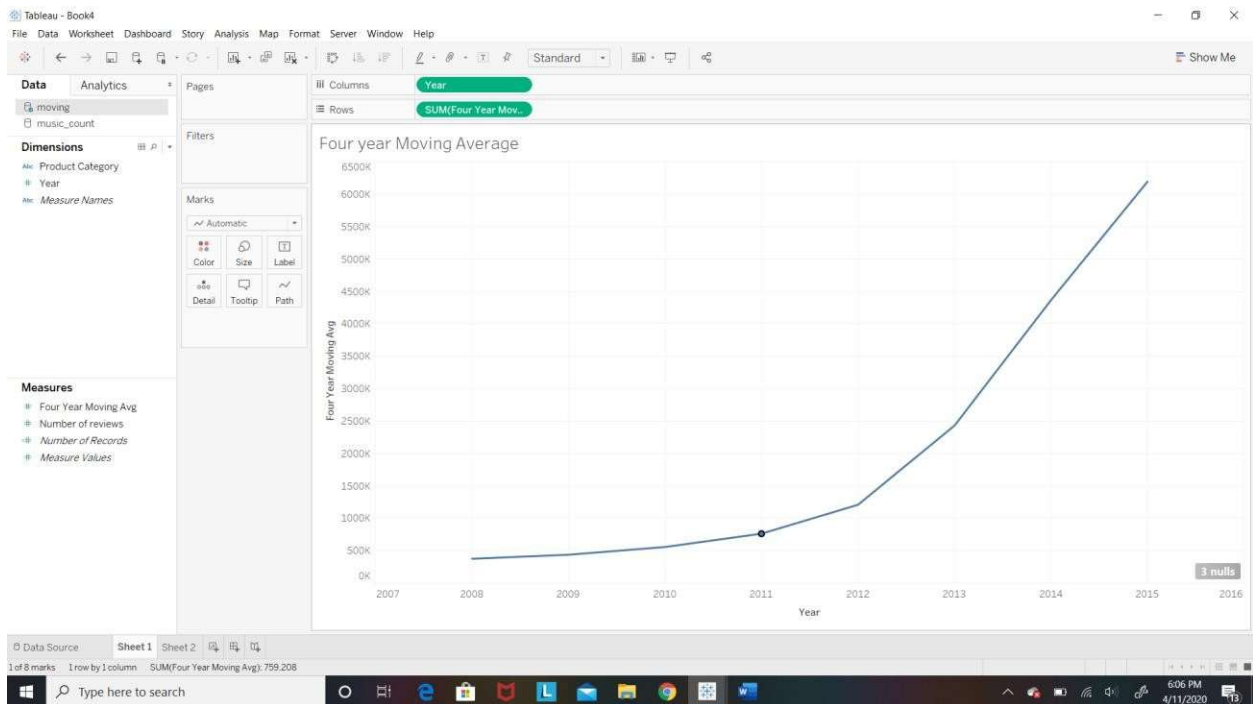 Tableau - Book4
File Data Worksheet Dashboard Story Analysis Map Format Server Window Help
Standard
Show Me
Data Analytics
moving
music_count
Dimensions
Abc Product Category
# Year
Abc Measure Names
Measures
# Four Year Moving Avg
# Number of reviews
=# Number of Records
# Measure Values
Pages
Filters
Marks
Automatic
Color Size Label
Detail Tooltip Path
iii Columns Year
Rows SUM(Four Year Mov..
Four year Moving Average
Four Year Moving Avg
6500K
6000K
5500K
5000K
4500K
4000K
3500K
3000K
2500K
2000K
1500K
1000K
500K
0K
3 nulls
2007 2008 2009 2010 2011 2012 2013 2014 2015 2016
Year
Data Source Sheet 1 Sheet 2
1 of 8 marks 1 row by 1 column SUM(Four Year Moving Avg): 759.208
Type here to search
6:06 PM
4/11/2020
13